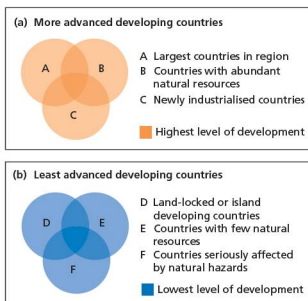 (a) More advanced developing countries
A
B
C
A Largest countries in region
B Countries with abundant
natural resources
C Newly industrialised countries
Highest level of development
(b) Least advanced developing countries
D
E
F
D Land-locked or island
developing countries
E Countries with few natural
resources
F Countries seriously affected
by natural hazards
Lowest level of development